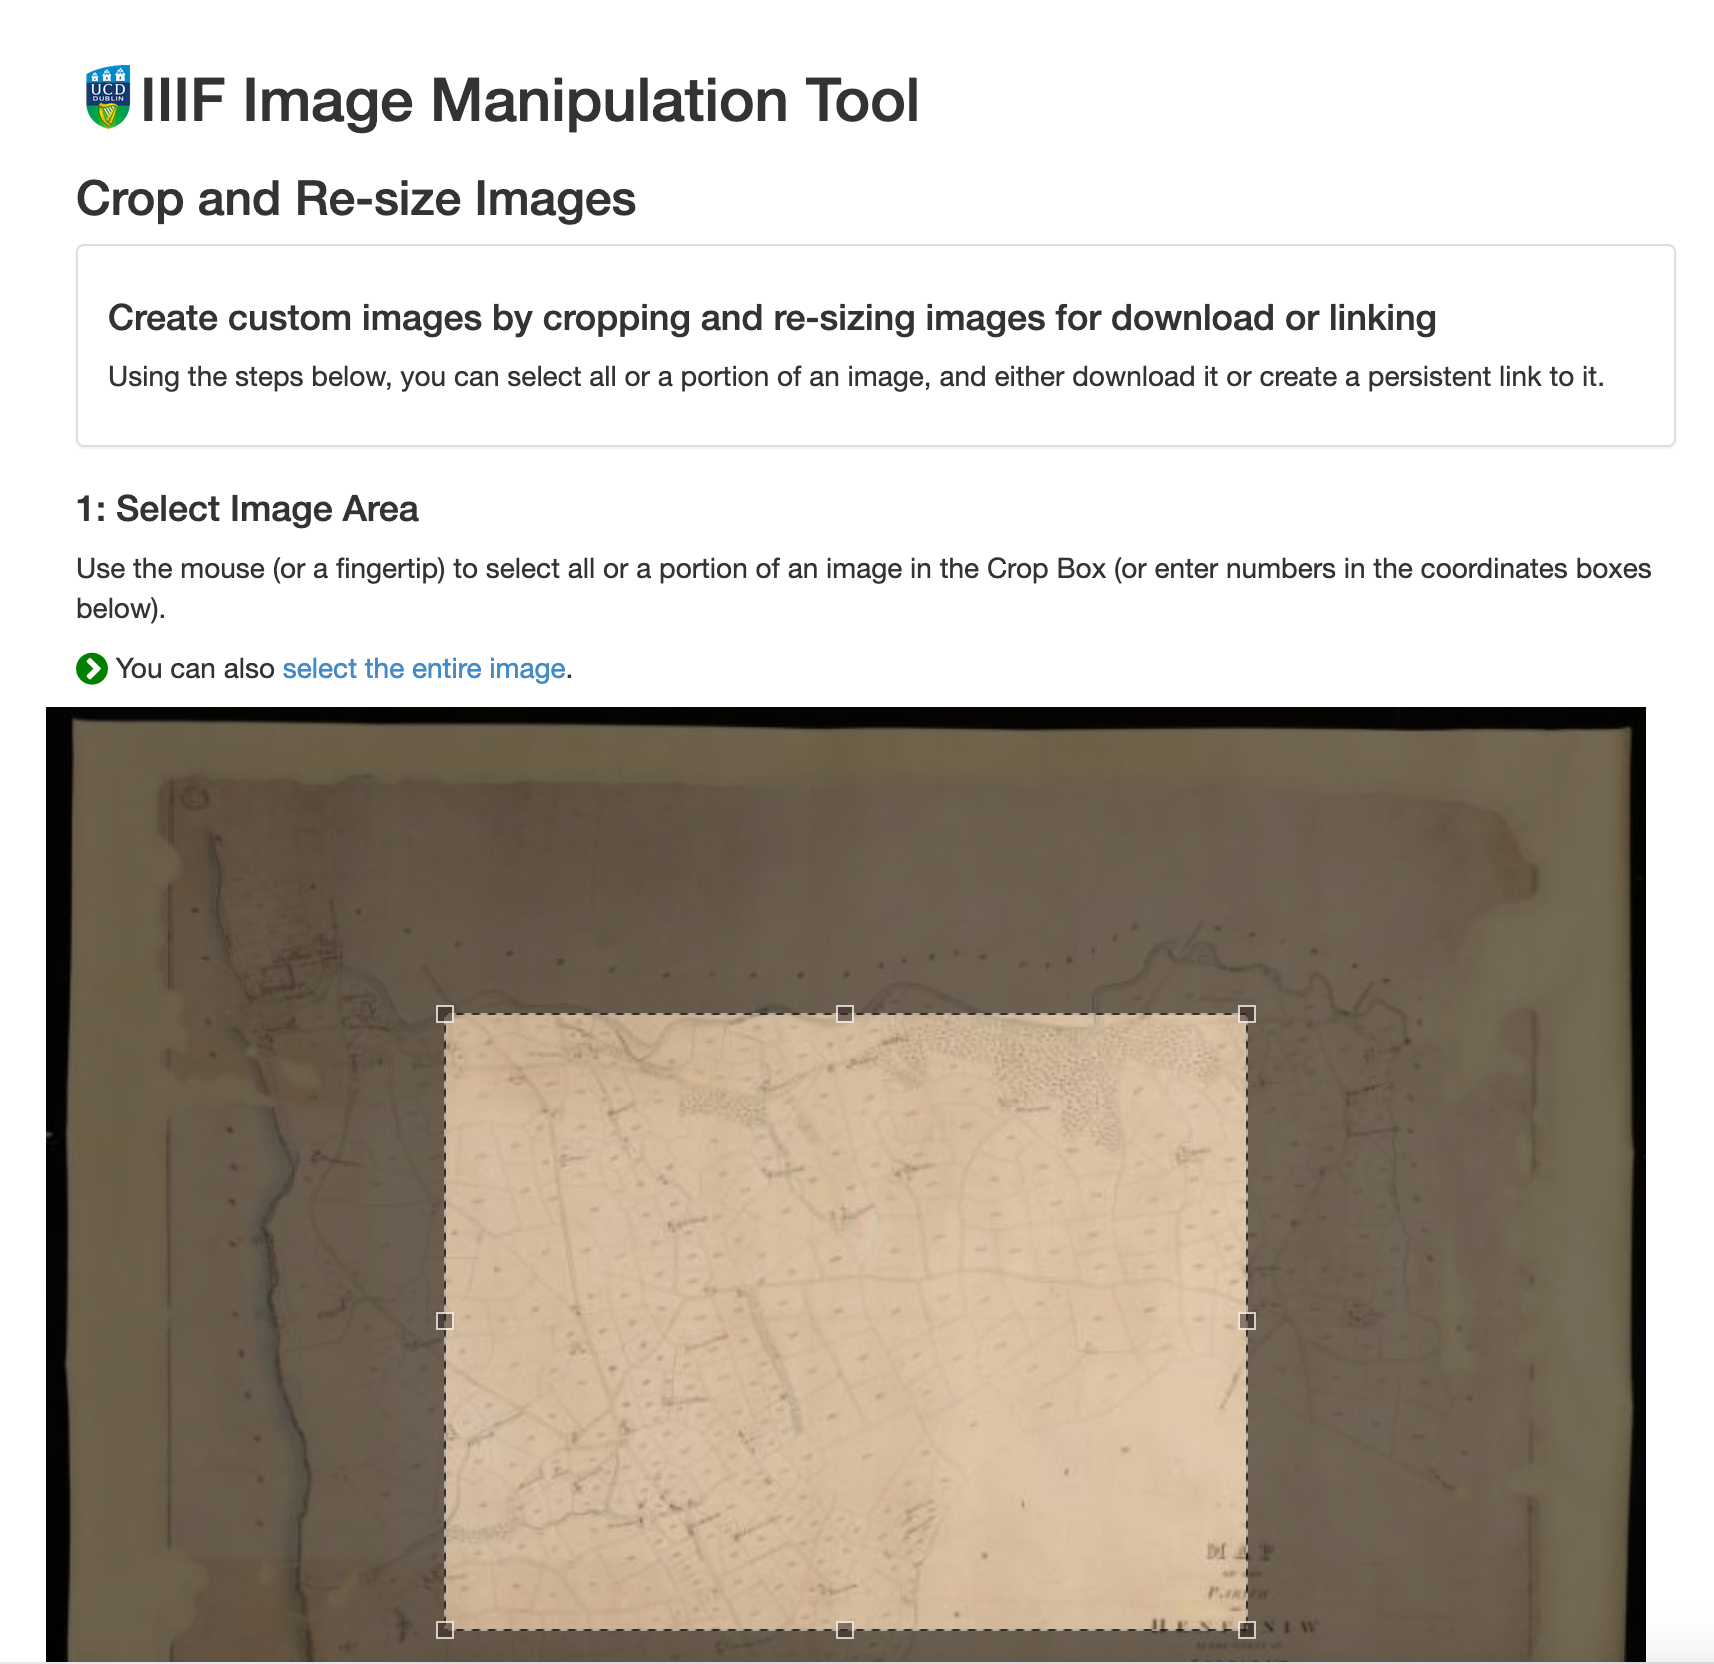 UCD
DUBLIN
IIIF Image Manipulation Tool
Crop and Re-size Images
Create custom images by cropping and re-sizing images for download or linking
Using the steps below, you can select all or a portion of an image, and either download it or create a persistent link to it.
1: Select Image Area
Use the mouse (or a fingertip) to select all or a portion of an image in the Crop Box (or enter numbers in the coordinates boxes
below).
You can also select the entire image.
MAP
OF THE
PARISH